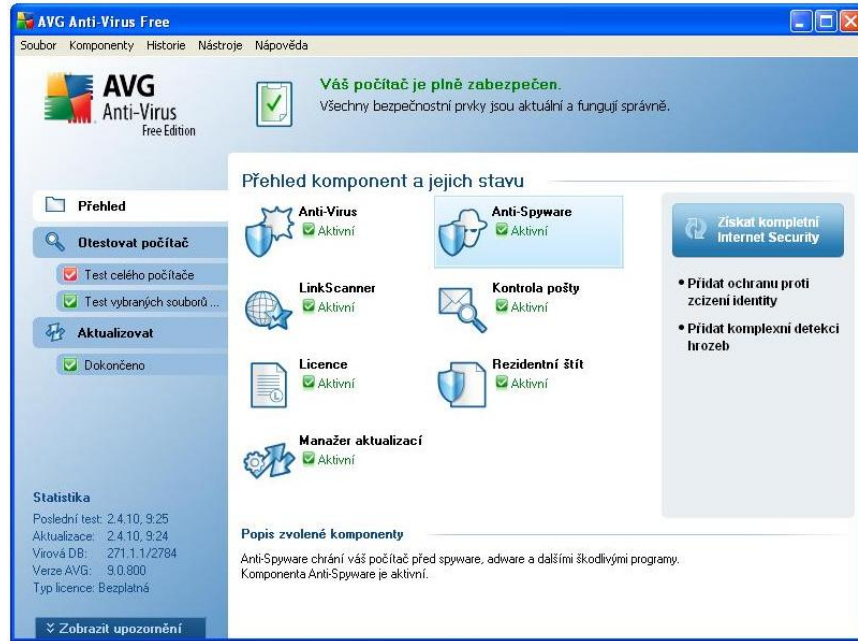 AVG Anti-Virus Free
Soubor Komponenty Historie Nástroje Nápověda
AVG
Anti-Virus
Free Edition
Váš počítač je plně zabezpečen.
Všechny bezpečnostní prvky jsou aktuální a fungují správně.
Přehled
Otestovat počítač
Test celého počítače
Test vybraných souborů ...
Aktualizovat
Dokončeno
Statistika
Poslední test: 2.4.10, 9:25
Aktualizace: 2.4.10, 9:24
Virová DB: 271.1.1/2784
Verze AVG: 9.0.800
Typ licence: Bezplatná
Zobrazit upozornění
Přehled komponent a jejich stavu
Anti-Virus
Aktivní
Anti-Spyware
Aktivní
LinkScanner
Aktivní
Kontrola pošty
Aktivní
Licence
Aktivní
Rezidentní štít
Aktivní
Manažer aktualizací
Aktivní
Získat kompletní
Internet Security
• Přidat ochranu proti
zcizení identity
• Přidat komplexní detekci
hrozeb
Popis zvolené komponenty
Anti-Spyware chrání váš počítač před spyware, adware a dalšími škodlivými programy.
Komponenta Anti-Spyware je aktivní.